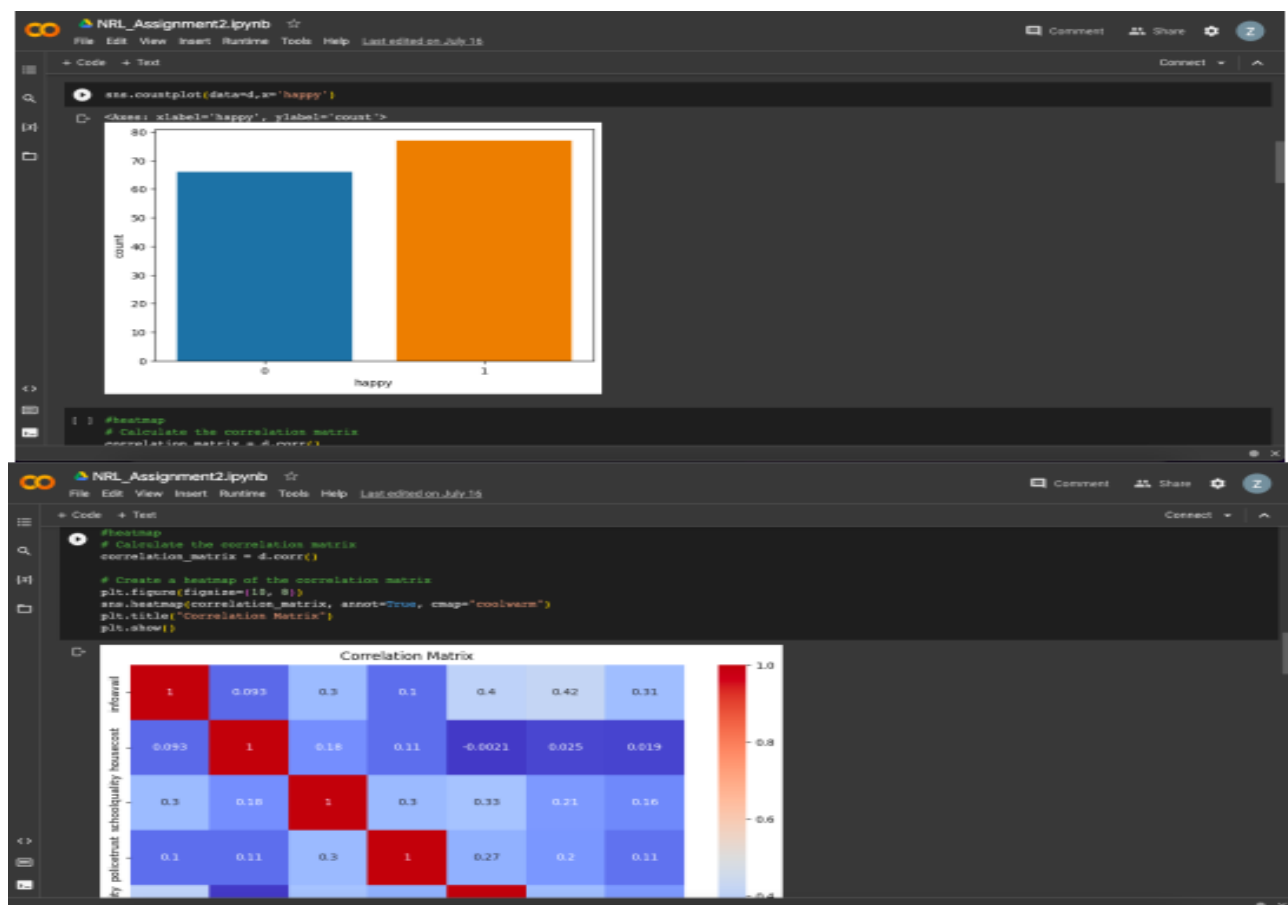 NRL_Assignment2.ipynb
File Edit View Insert Runtime Tools Help Last edited on July 16
Comment Share Z
+ Code + Text
Connect
sns.countplot(data=d,x='happy')
<Axes: xlabel='happy', ylabel='count'>
80
70
60
50
40
30
20
10
0
count
0 1
happy
[ ] #heatmap
# Calculate the correlation matrix
correlation_matrix = d.corr()
NRL_Assignment2.ipynb
File Edit View Insert Runtime Tools Help Last edited on July 16
Comment Share Z
+ Code + Text
Connect
#heatmap
# Calculate the correlation matrix
correlation_matrix = d.corr()
# Create a heatmap of the correlation matrix
plt.figure(figsize=(10, 8))
sns.heatmap(correlation_matrix, annot=True, cmap="coolwarm")
plt.title("Correlation Matrix")
plt.show()
Correlation Matrix
infoavail 1 0.093 0.3 0.1 0.4 0.42 0.31
housecost 0.093 1 0.18 0.11 -0.0021 0.025 0.019
schoolquality 0.3 0.18 1 0.3 0.33 0.21 0.16
policetrust 0.1 0.11 0.3 1 0.27 0.2 0.11
ty
1.0
0.8
0.6
0.4